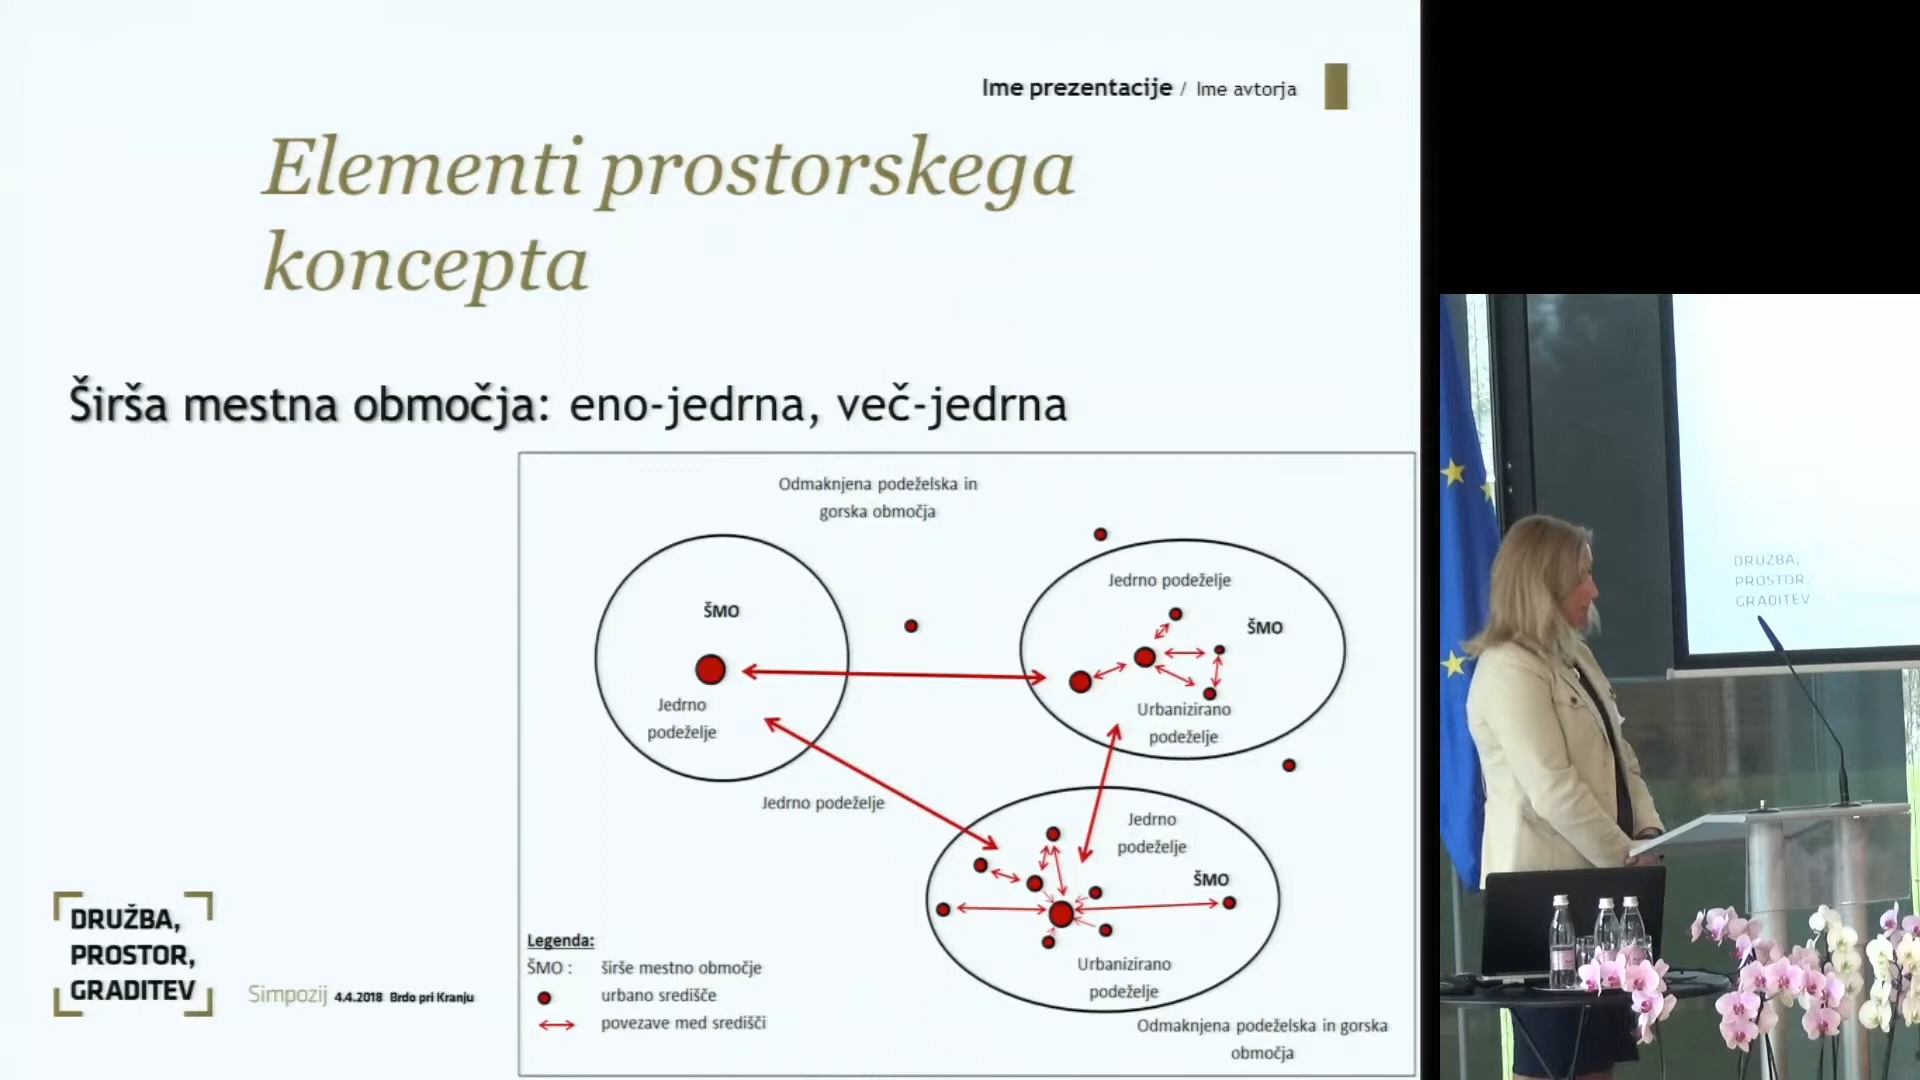 Ime prezentacije / Ime avtorja
Elementi prostorskega
koncepta
Širša mestna območja: eno-jedrna, več-jedrna
Odmaknjena podeželska in
gorska območja
ŠMO
Jedrno
podeželje
Jedrno podeželje
ŠMO
Urbanizirano
podeželje
Jedrno podeželje
Jedrno
podeželje
ŠMO
Urbanizirano
podeželje
Odmaknjena podeželska in gorska
območja
Legenda:
ŠMO : širše mestno območje
urbano središče
povezave med središči
DRUŽBA,
PROSTOR,
GRADITEV
Simpozij 4.4.2018 Brdo pri Kranju
DRUŽBA,
PROSTOR,
GRADITEV